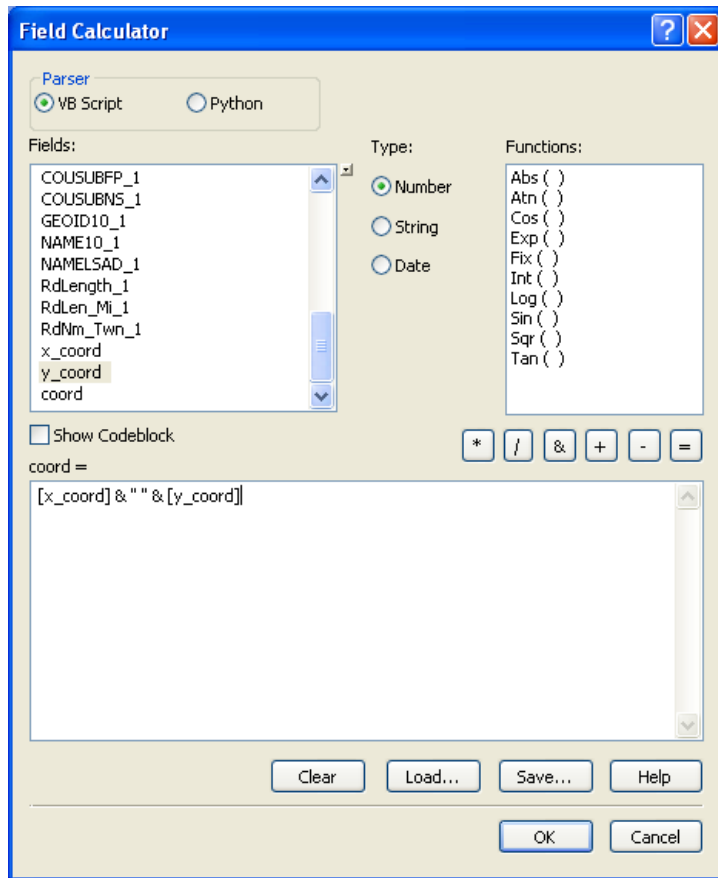 Field Calculator
Parser
VB Script
Python
Fields:
COUSUBFP_1
COUSUBNS_1
GEOID10_1
NAME10_1
NAMELSAD_1
RdLength_1
RdLen_Mi_1
RdNm_Twn_1
x_coord
y_coord
coord
Type:
Number
String
Date
Functions:
Abs ( )
Atn ( )
Cos ( )
Exp ( )
Fix ( )
Int ( )
Log ( )
Sin ( )
Sqr ( )
Tan ( )
Show Codeblock
* / & + - =
coord =
[x_coord] & " " & [y_coord]
Clear Load... Save... Help
OK Cancel